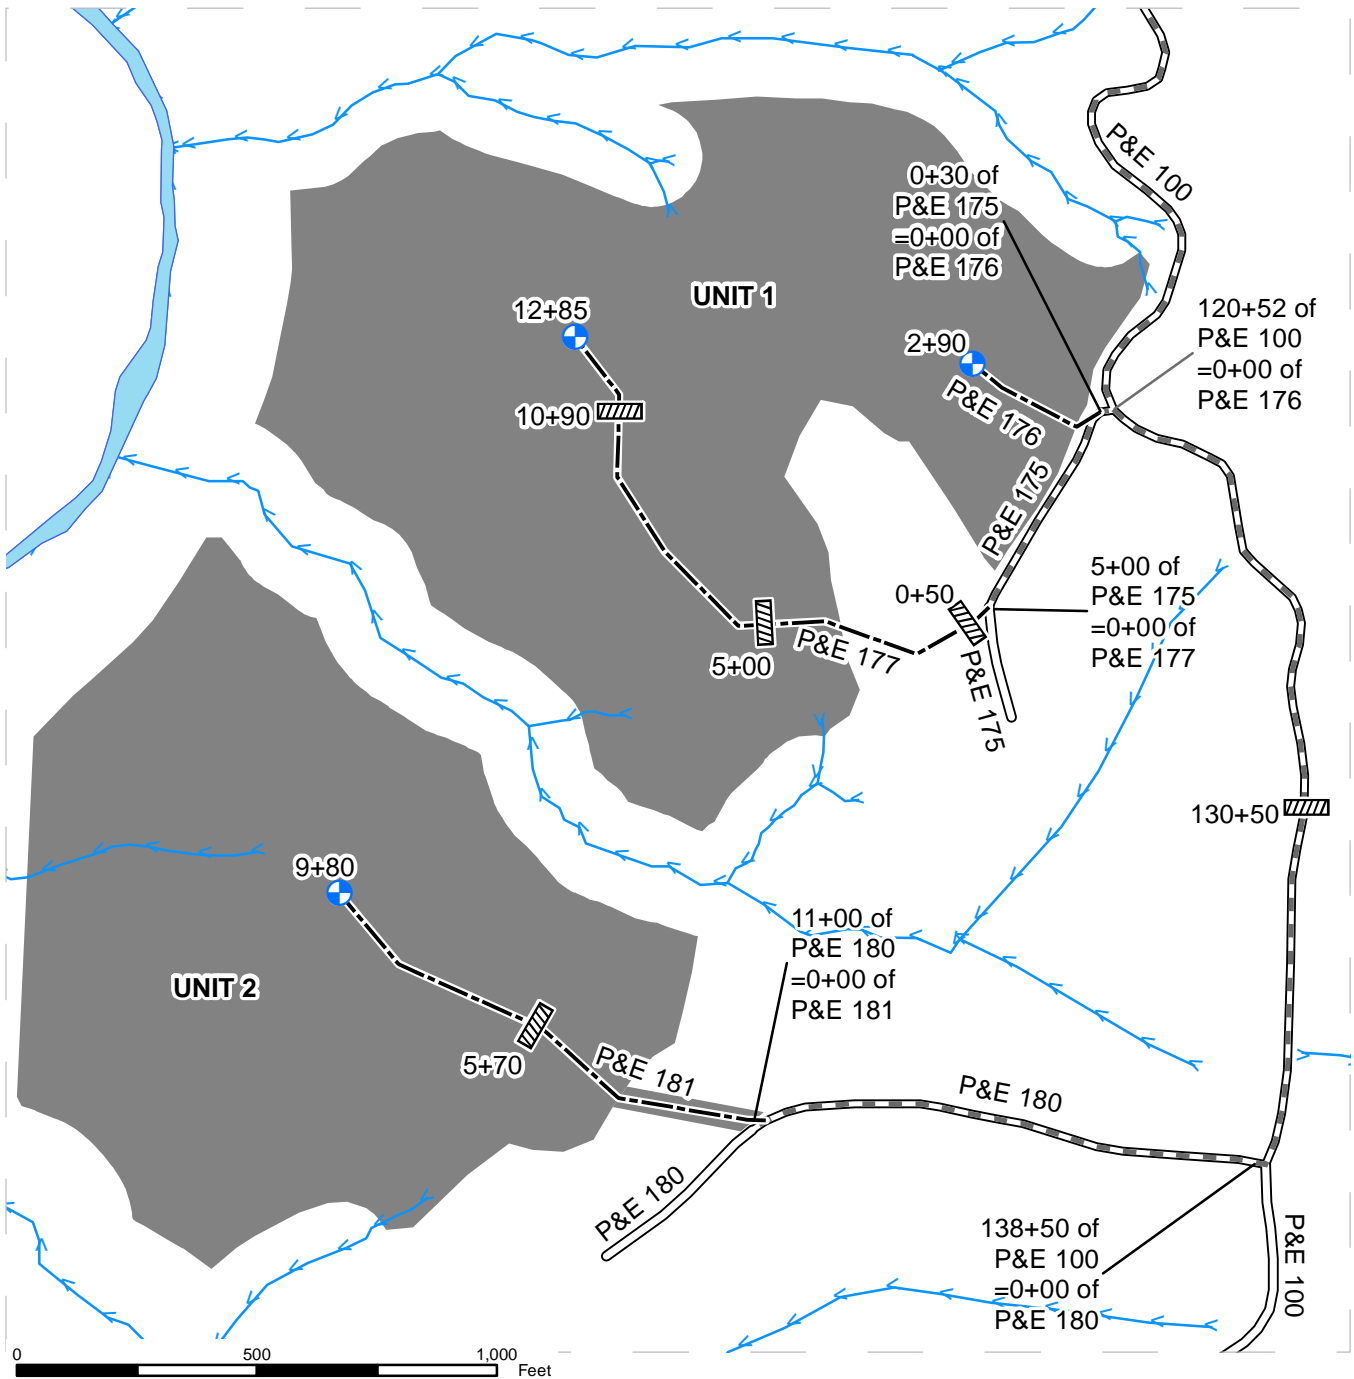 P&E 100
0+30 of
P&E 175
=0+00 of
P&E 176
UNIT 1
12+85
120+52 of
P&E 100
=0+00 of
P&E 176
2+90
P&E 176
10+90
P&E 175
5+00 of
P&E 175
=0+00 of
P&E 177
0+50
P&E 177
5+00
P&E 175
130+50
9+80
11+00 of
P&E 180
=0+00 of
P&E 181
UNIT 2
5+70
P&E 181
P&E 180
P&E 180
138+50 of
P&E 100
=0+00 of
P&E 180
P&E 100
0 500 1,000
Feet